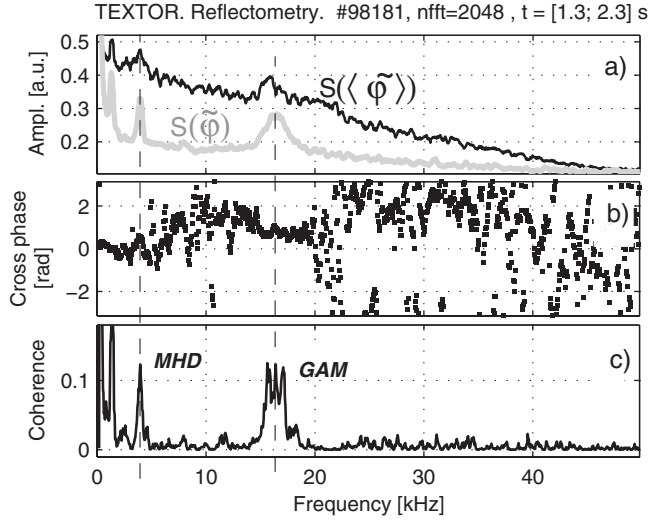 TEXTOR. Reflectometry. #98181, nfft=2048 , t = [1.3; 2.3] s
Ampl. [a.u.]
0.5
0.4
0.3
0.2
S(⟨φ̃⟩)
S(φ̃)
a)
Cross phase
[rad]
2
0
−2
b)
Coherence
0.1
0
MHD
GAM
c)
0 10 20 30 40
Frequency [kHz]